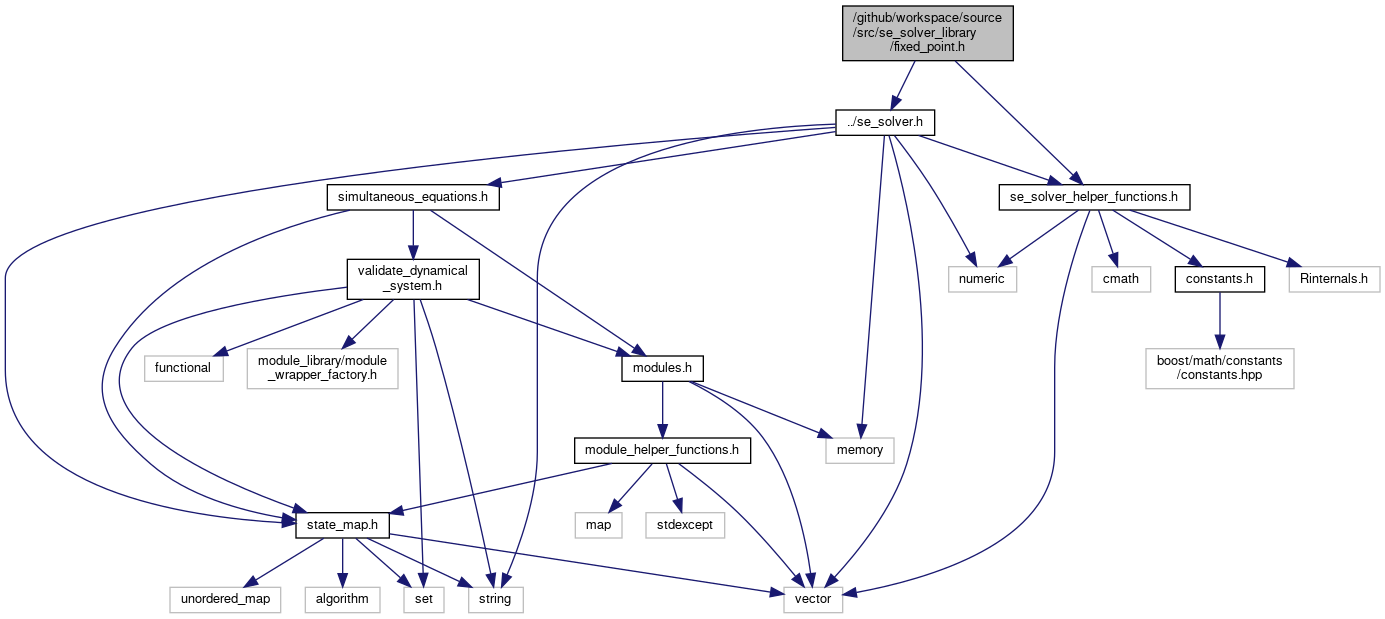 /github/workspace/source
/src/se_solver_library
/fixed_point.h
../se_solver.h
simultaneous_equations.h
se_solver_helper_functions.h
validate_dynamical
_system.h
numeric
cmath
constants.h
Rinternals.h
functional
module_library/module
_wrapper_factory.h
modules.h
boost/math/constants
/constants.hpp
module_helper_functions.h
memory
state_map.h
map
stdexcept
unordered_map
algorithm
set
string
vector